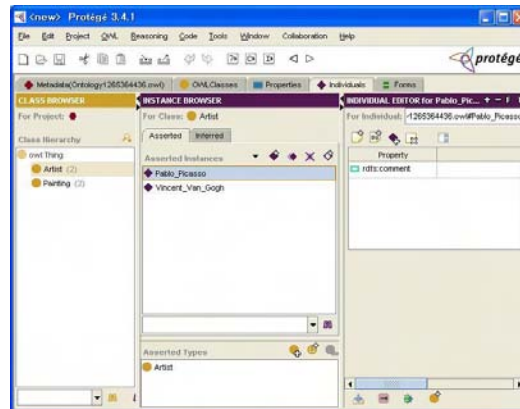 <new>  Protégé 3.4.1
File Edit Project OWL Reasoning Code Tools Window Collaboration Help
protégé
Metadata(Ontology1265364436.owl) OWLClasses Properties Individuals Forms
CLASS BROWSER
For Project:
Class Hierarchy
owl:Thing
Artist (2)
Painting (2)
INSTANCE BROWSER
For Class: Artist
Asserted Inferred
Asserted Instances
Pablo_Picasso
Vincent_Van_Gogh
Asserted Types
Artist
INDIVIDUAL EDITOR for Pablo_Pic...
For Individual: r1265364436.owl#Pablo_Picasso
Property
rdfs:comment